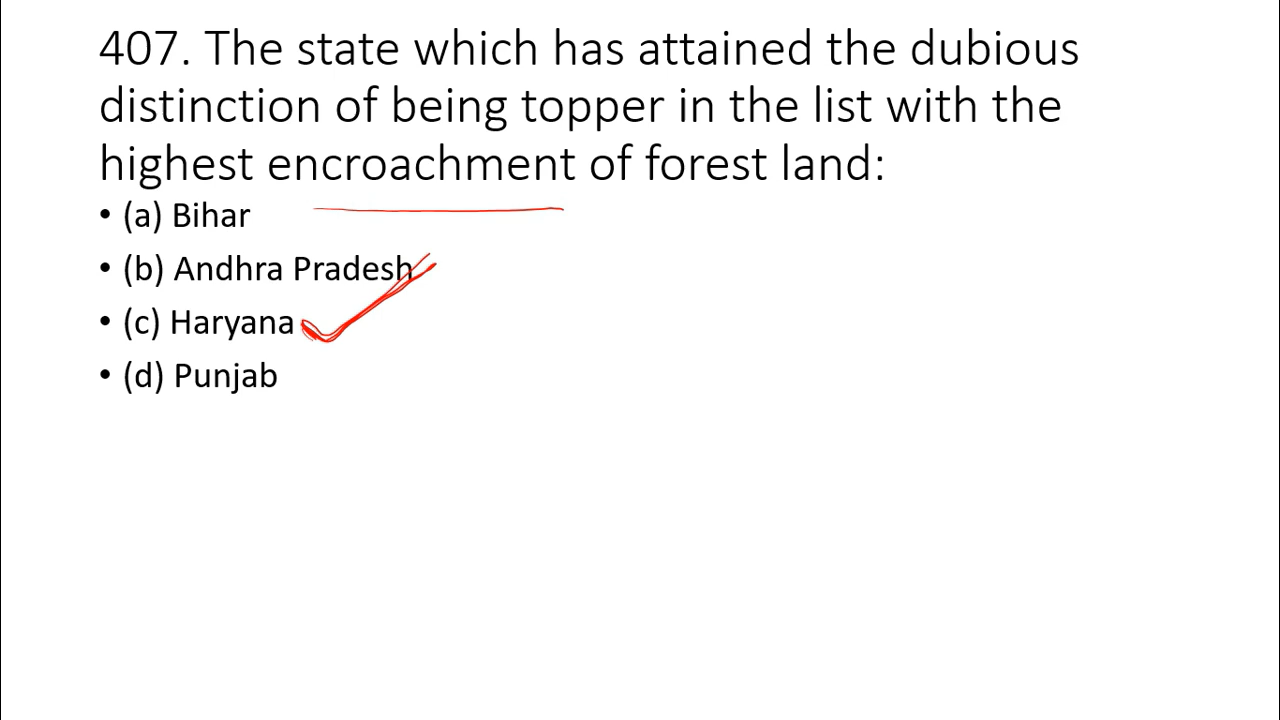 407. The state which has attained the dubious
distinction of being topper in the list with the
highest encroachment of forest land:
• (a) Bihar
• (b) Andhra Pradesh
• (c) Haryana
• (d) Punjab